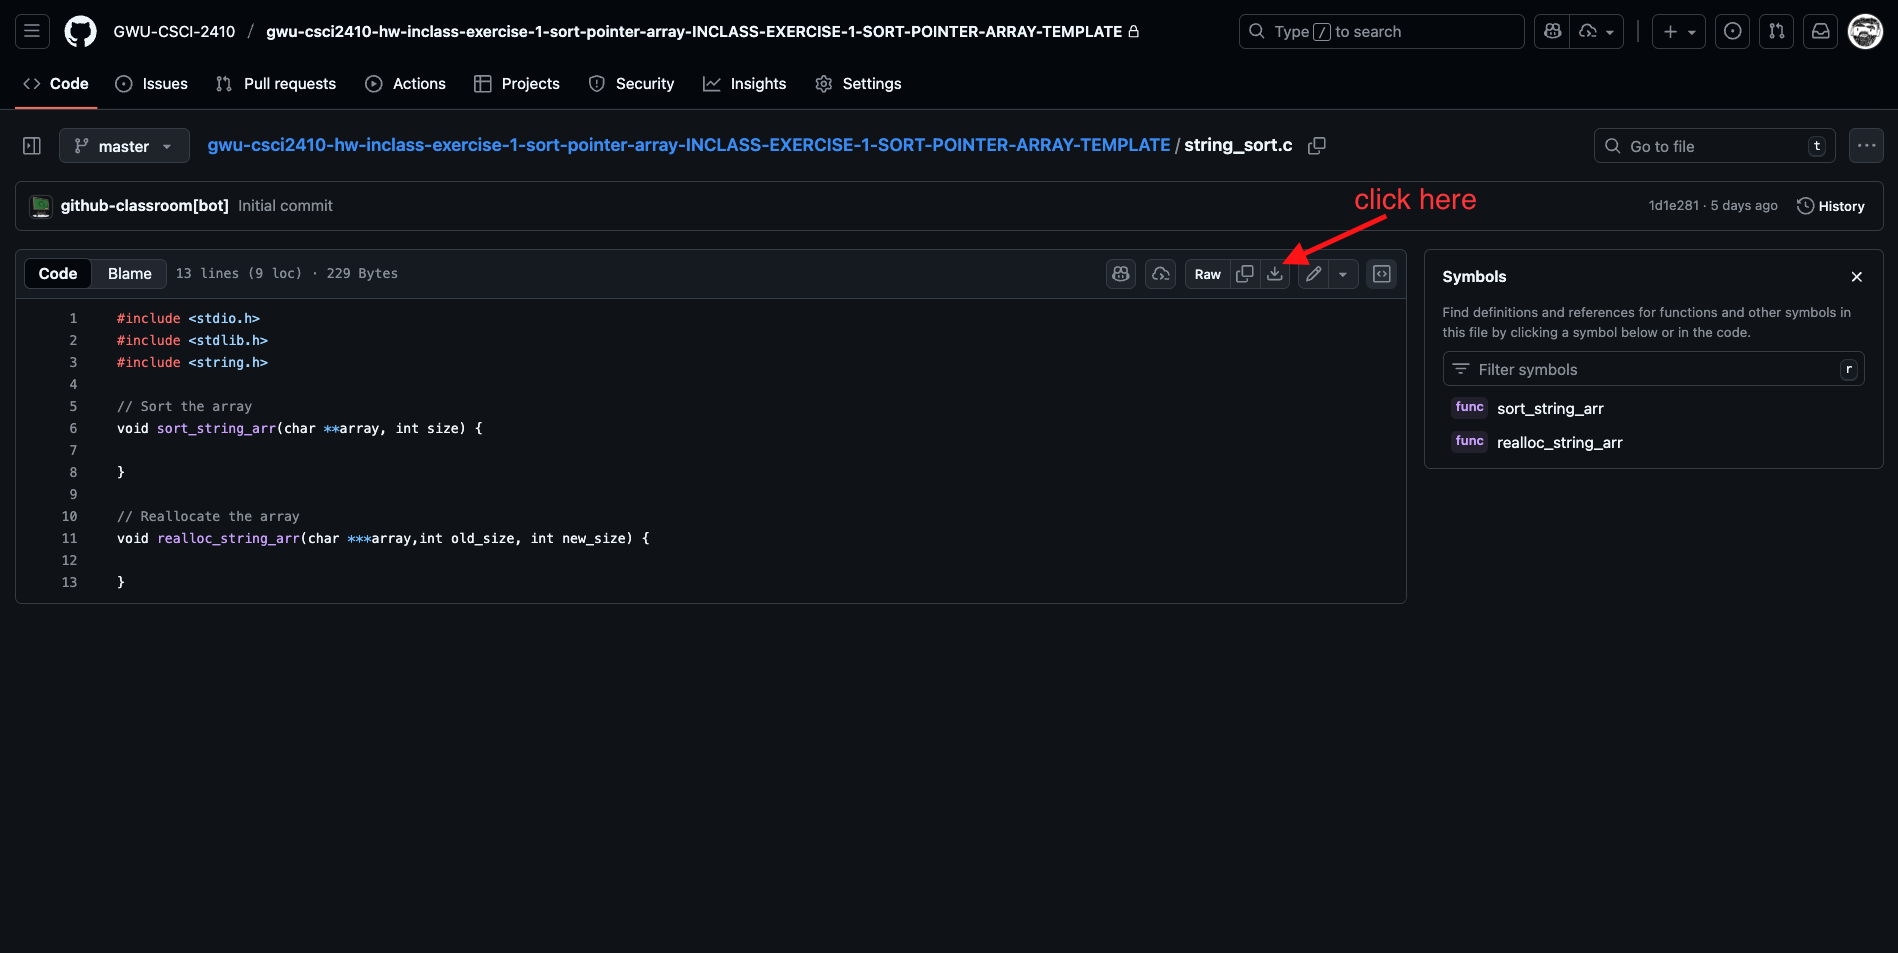 GWU-CSCI-2410 / gwu-csci2410-hw-inclass-exercise-1-sort-pointer-array-INCLASS-EXERCISE-1-SORT-POINTER-ARRAY-TEMPLATE
Type / to search
Code Issues Pull requests Actions Projects Security Insights Settings
master
gwu-csci2410-hw-inclass-exercise-1-sort-pointer-array-INCLASS-EXERCISE-1-SORT-POINTER-ARRAY-TEMPLATE / string_sort.c
Go to file t
click here
github-classroom[bot] Initial commit
1d1e281 · 5 days ago History
Code Blame 13 lines (9 loc) · 229 Bytes
Raw
1 #include <stdio.h>
2 #include <stdlib.h>
3 #include <string.h>
4
5 // Sort the array
6 void sort_string_arr(char **array, int size) {
7
8 }
9
10 // Reallocate the array
11 void realloc_string_arr(char ***array,int old_size, int new_size) {
12
13 }
Symbols
Find definitions and references for functions and other symbols in
this file by clicking a symbol below or in the code.
Filter symbols r
func sort_string_arr
func realloc_string_arr